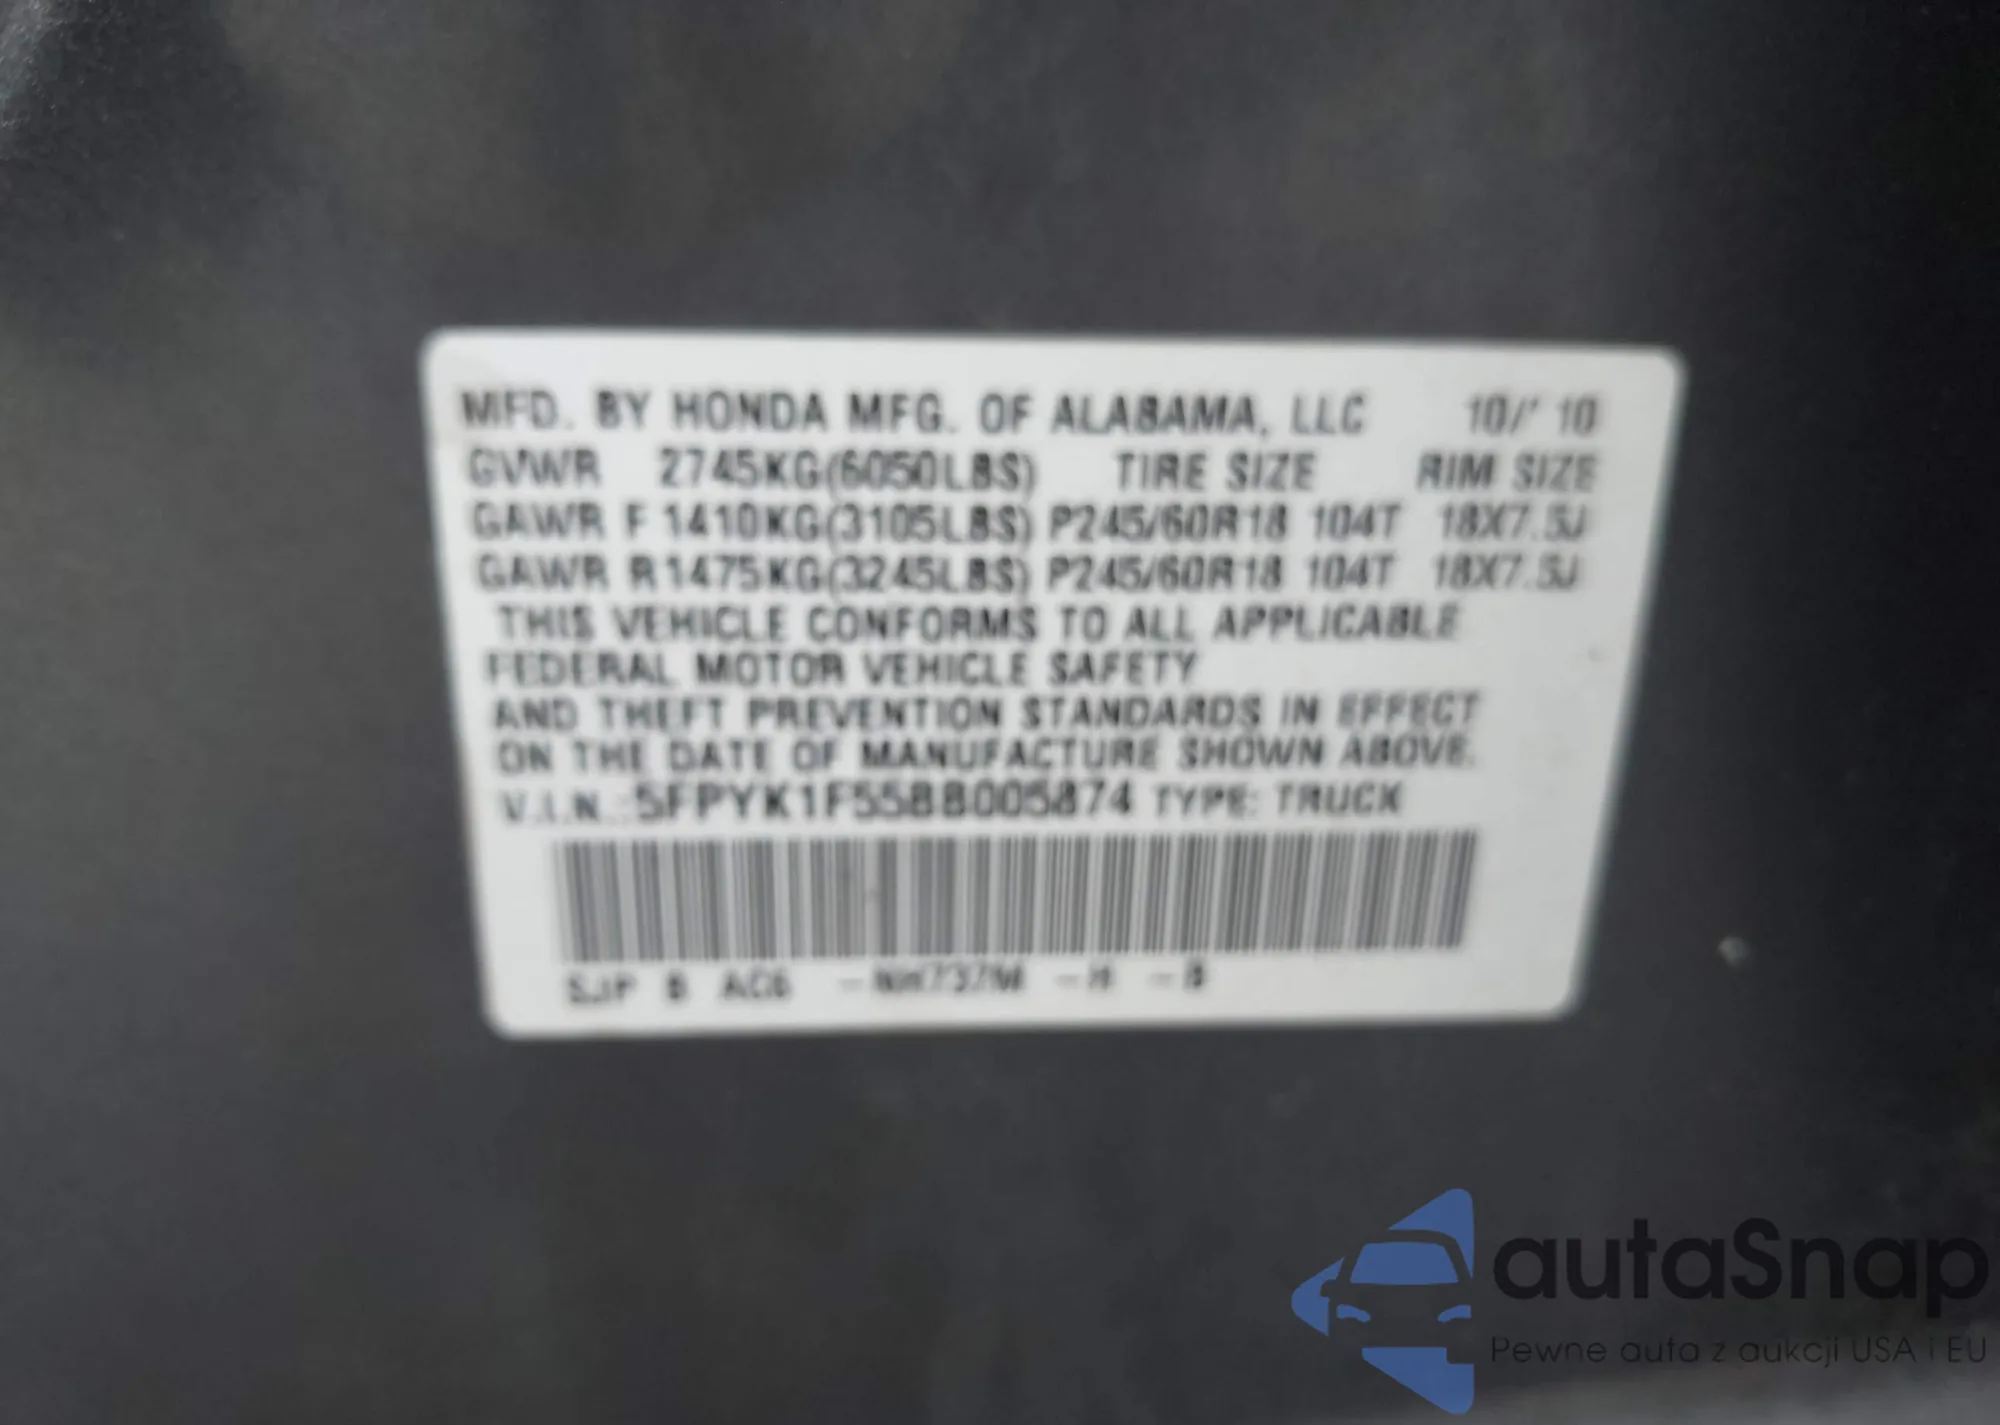 MFD. BY HONDA MFG. OF ALABAMA, LLC 10/' 10
GVWR 2745KG(6050LBS) TIRE SIZE RIM SIZE
GAWR F 1410KG(3105LBS) P245/60R18 104T 18X7.5J
GAWR R 1475KG(3245LBS) P245/60R18 104T 18X7.5J
THIS VEHICLE CONFORMS TO ALL APPLICABLE
FEDERAL MOTOR VEHICLE SAFETY
AND THEFT PREVENTION STANDARDS IN EFFECT
ON THE DATE OF MANUFACTURE SHOWN ABOVE.
V.I.N.:5FPYK1F55BB005874 TYPE: TRUCK
SJP B AC6 -NH737M -H -B
autaSnap
Pewne auta z aukcji USA i EU